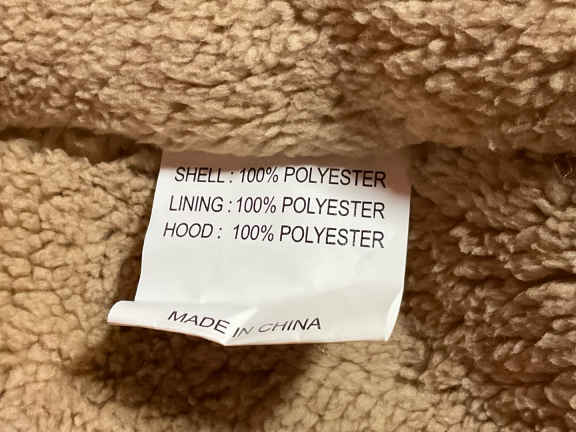 SHELL : 100% POLYESTER
LINING : 100% POLYESTER
HOOD : 100% POLYESTER
MADE IN CHINA